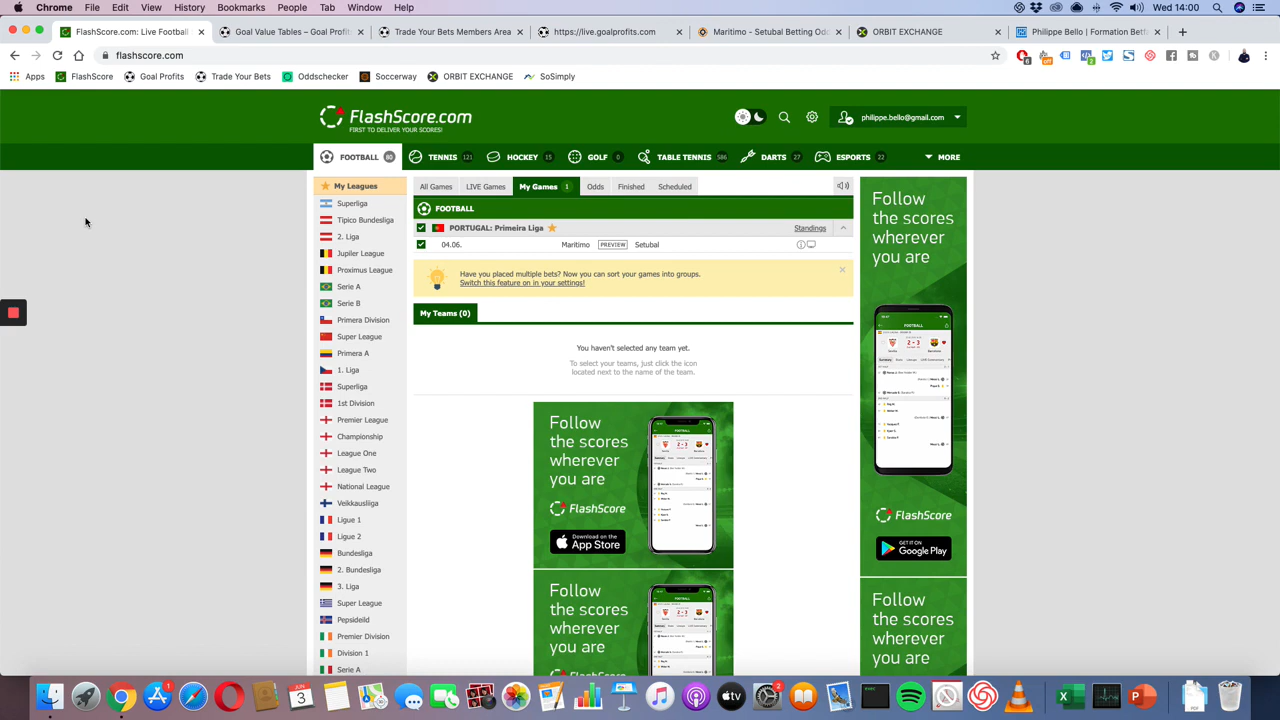 Chrome File Edit View History Bookmarks People Tab Window Help Wed 14:00
FlashScore.com: Live Football
Goal Value Tables – Goal Profit
Trade Your Bets Members Area
https://live.goalprofits.com
Maritimo - Setubal Betting Odd
ORBIT EXCHANGE
Philippe Bello | Formation Betfa
flashscore.com
Apps FlashScore Goal Profits Trade Your Bets Oddschecker Soccerway ORBIT EXCHANGE SoSimply
FlashScore.com
FIRST TO DELIVER YOUR SCORES!
philippe.bello@gmail.com
FOOTBALL 80 TENNIS 121 HOCKEY 15 GOLF 0 TABLE TENNIS 586 DARTS 27 ESPORTS 22 MORE
My Leagues
Superliga
Tipico Bundesliga
2. Liga
Jupiler League
Proximus League
Serie A
Serie B
Primera Division
Super League
Primera A
1. Liga
Superliga
1st Division
Premier League
Championship
League One
League Two
National League
Veikkausliiga
Ligue 1
Ligue 2
Bundesliga
2. Bundesliga
3. Liga
Super League
Pepsideild
Premier Division
Division 1
Serie A
All Games LIVE Games My Games 1 Odds Finished Scheduled
FOOTBALL
PORTUGAL: Primeira Liga Standings
04.06. Maritimo PREVIEW Setubal
Have you placed multiple bets? Now you can sort your games into groups.
Switch this feature on in your settings!
My Teams (0)
You haven't selected any team yet.
To select your teams, just click the icon
located next to the name of the team.
Follow
the scores
wherever
you are
FlashScore
Download on the
App Store
Follow
the scores
wherever
you are
Follow
the scores
wherever
you are
FlashScore
GET IT ON
Google Play
Follow
the scores
wherever
you are